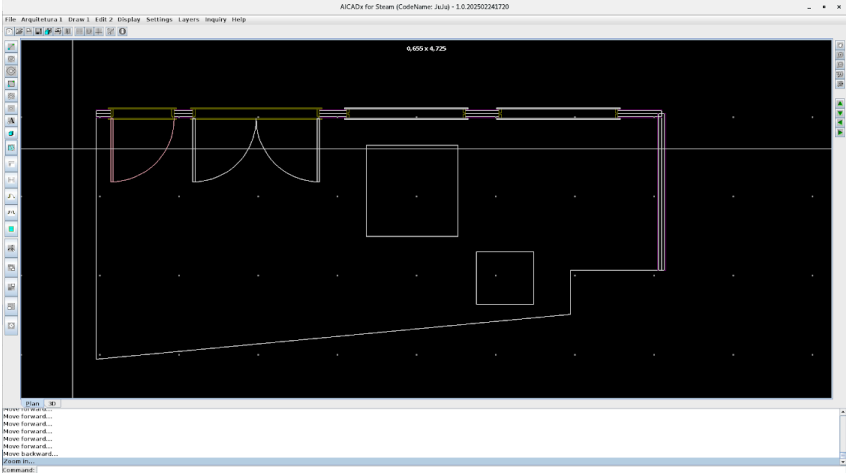 AICADx for Steam (CodeName: JuJu) - 1.0.202502241720
File Arquitetura 1 Draw 1 Edit 2 Display Settings Layers Inquiry Help
0,655 x 4,725
Plan 3D
Move forward...
Move forward...
Move forward...
Move forward...
Move forward...
Move forward...
Move backward...
Zoom in...
Command: